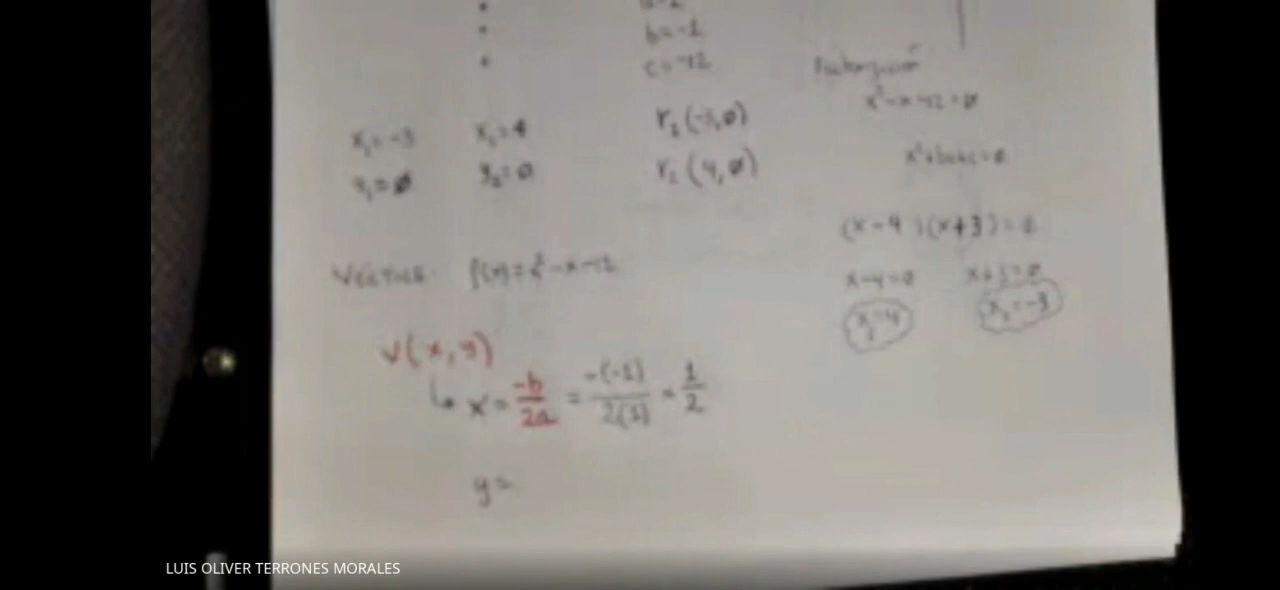 a=1
b=-1
c=-12
Factorización
x²-x-12=0
x₁=-3 x₂=4 r₁(-3,0)
y₁=0 y₂=0 r₂(4,0)
x²+bx+c=0
(x-4)(x+3)=0
x-4=0 x+3=0
x₁=4 x₂=-3
VÉRTICE: f(x)=x²-x-12
V(x,y)
x=-b/2a=-(-1)/2(1)=1/2
y=
LUIS OLIVER TERRONES MORALES